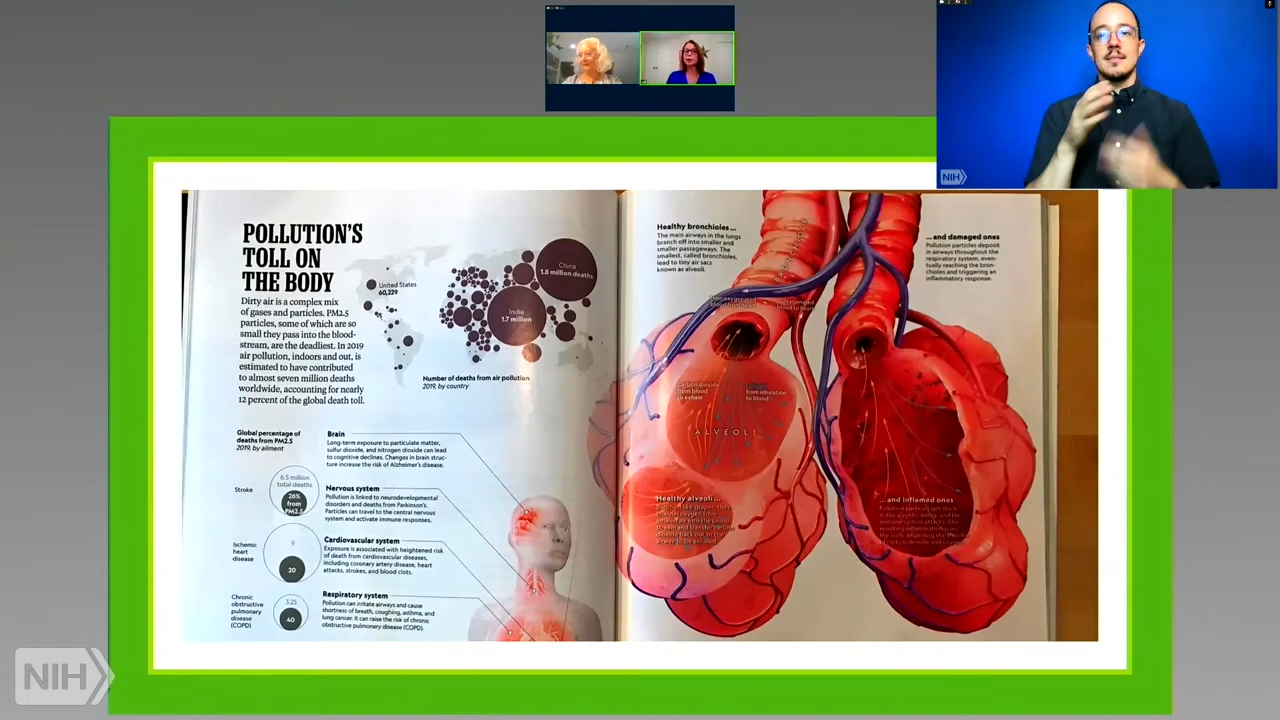 POLLUTION'S
TOLL ON
THE BODY
Dirty air is a complex mix
of gases and particles. PM2.5
particles, some of which are so
small they pass into the blood-
stream, are the deadliest. In 2019
air pollution, indoors and out, is
estimated to have contributed
to almost seven million deaths
worldwide, accounting for nearly
12 percent of the global death toll.
United States
60,229
China
1.8 million deaths
India
1.7 million
Number of deaths from air pollution
2019, by country
Global percentage of
deaths from PM2.5
2019, by ailment
Stroke
6.5 million
total deaths
26%
from
PM2.5
Ischemic
heart
disease
9
20
Chronic
obstructive
pulmonary
disease
(COPD)
3.25
40
Brain
Long-term exposure to particulate matter,
sulfur dioxide, and nitrogen dioxide can lead
to cognitive declines. Changes in brain struc-
ture increase the risk of Alzheimer's disease.
Nervous system
Pollution is linked to neurodevelopmental
disorders and deaths from Parkinson's.
Particles can travel to the central nervous
system and activate immune responses.
Cardiovascular system
Exposure is associated with heightened risk
of death from cardiovascular diseases,
including coronary artery disease, heart
attacks, strokes, and blood clots.
Respiratory system
Pollution can irritate airways and cause
shortness of breath, coughing, asthma, and
lung cancer. It can raise the risk of chronic
obstructive pulmonary disease (COPD).
Healthy bronchioles ...
The main airways in the lungs
branch off into smaller and
smaller passageways. The
smallest, called bronchioles,
lead to tiny air sacs
known as alveoli.
BRONCHIOLE
Carbon dioxide
from blood
to exhale
from inhalation
to blood
ALVEOLI
Healthy alveoli ...
... and damaged ones
Pollution particles deposit
in airways throughout the
respiratory system, even-
tually reaching the bron-
chioles and triggering an
inflammatory response.
... and inflamed ones
NIH
NIH